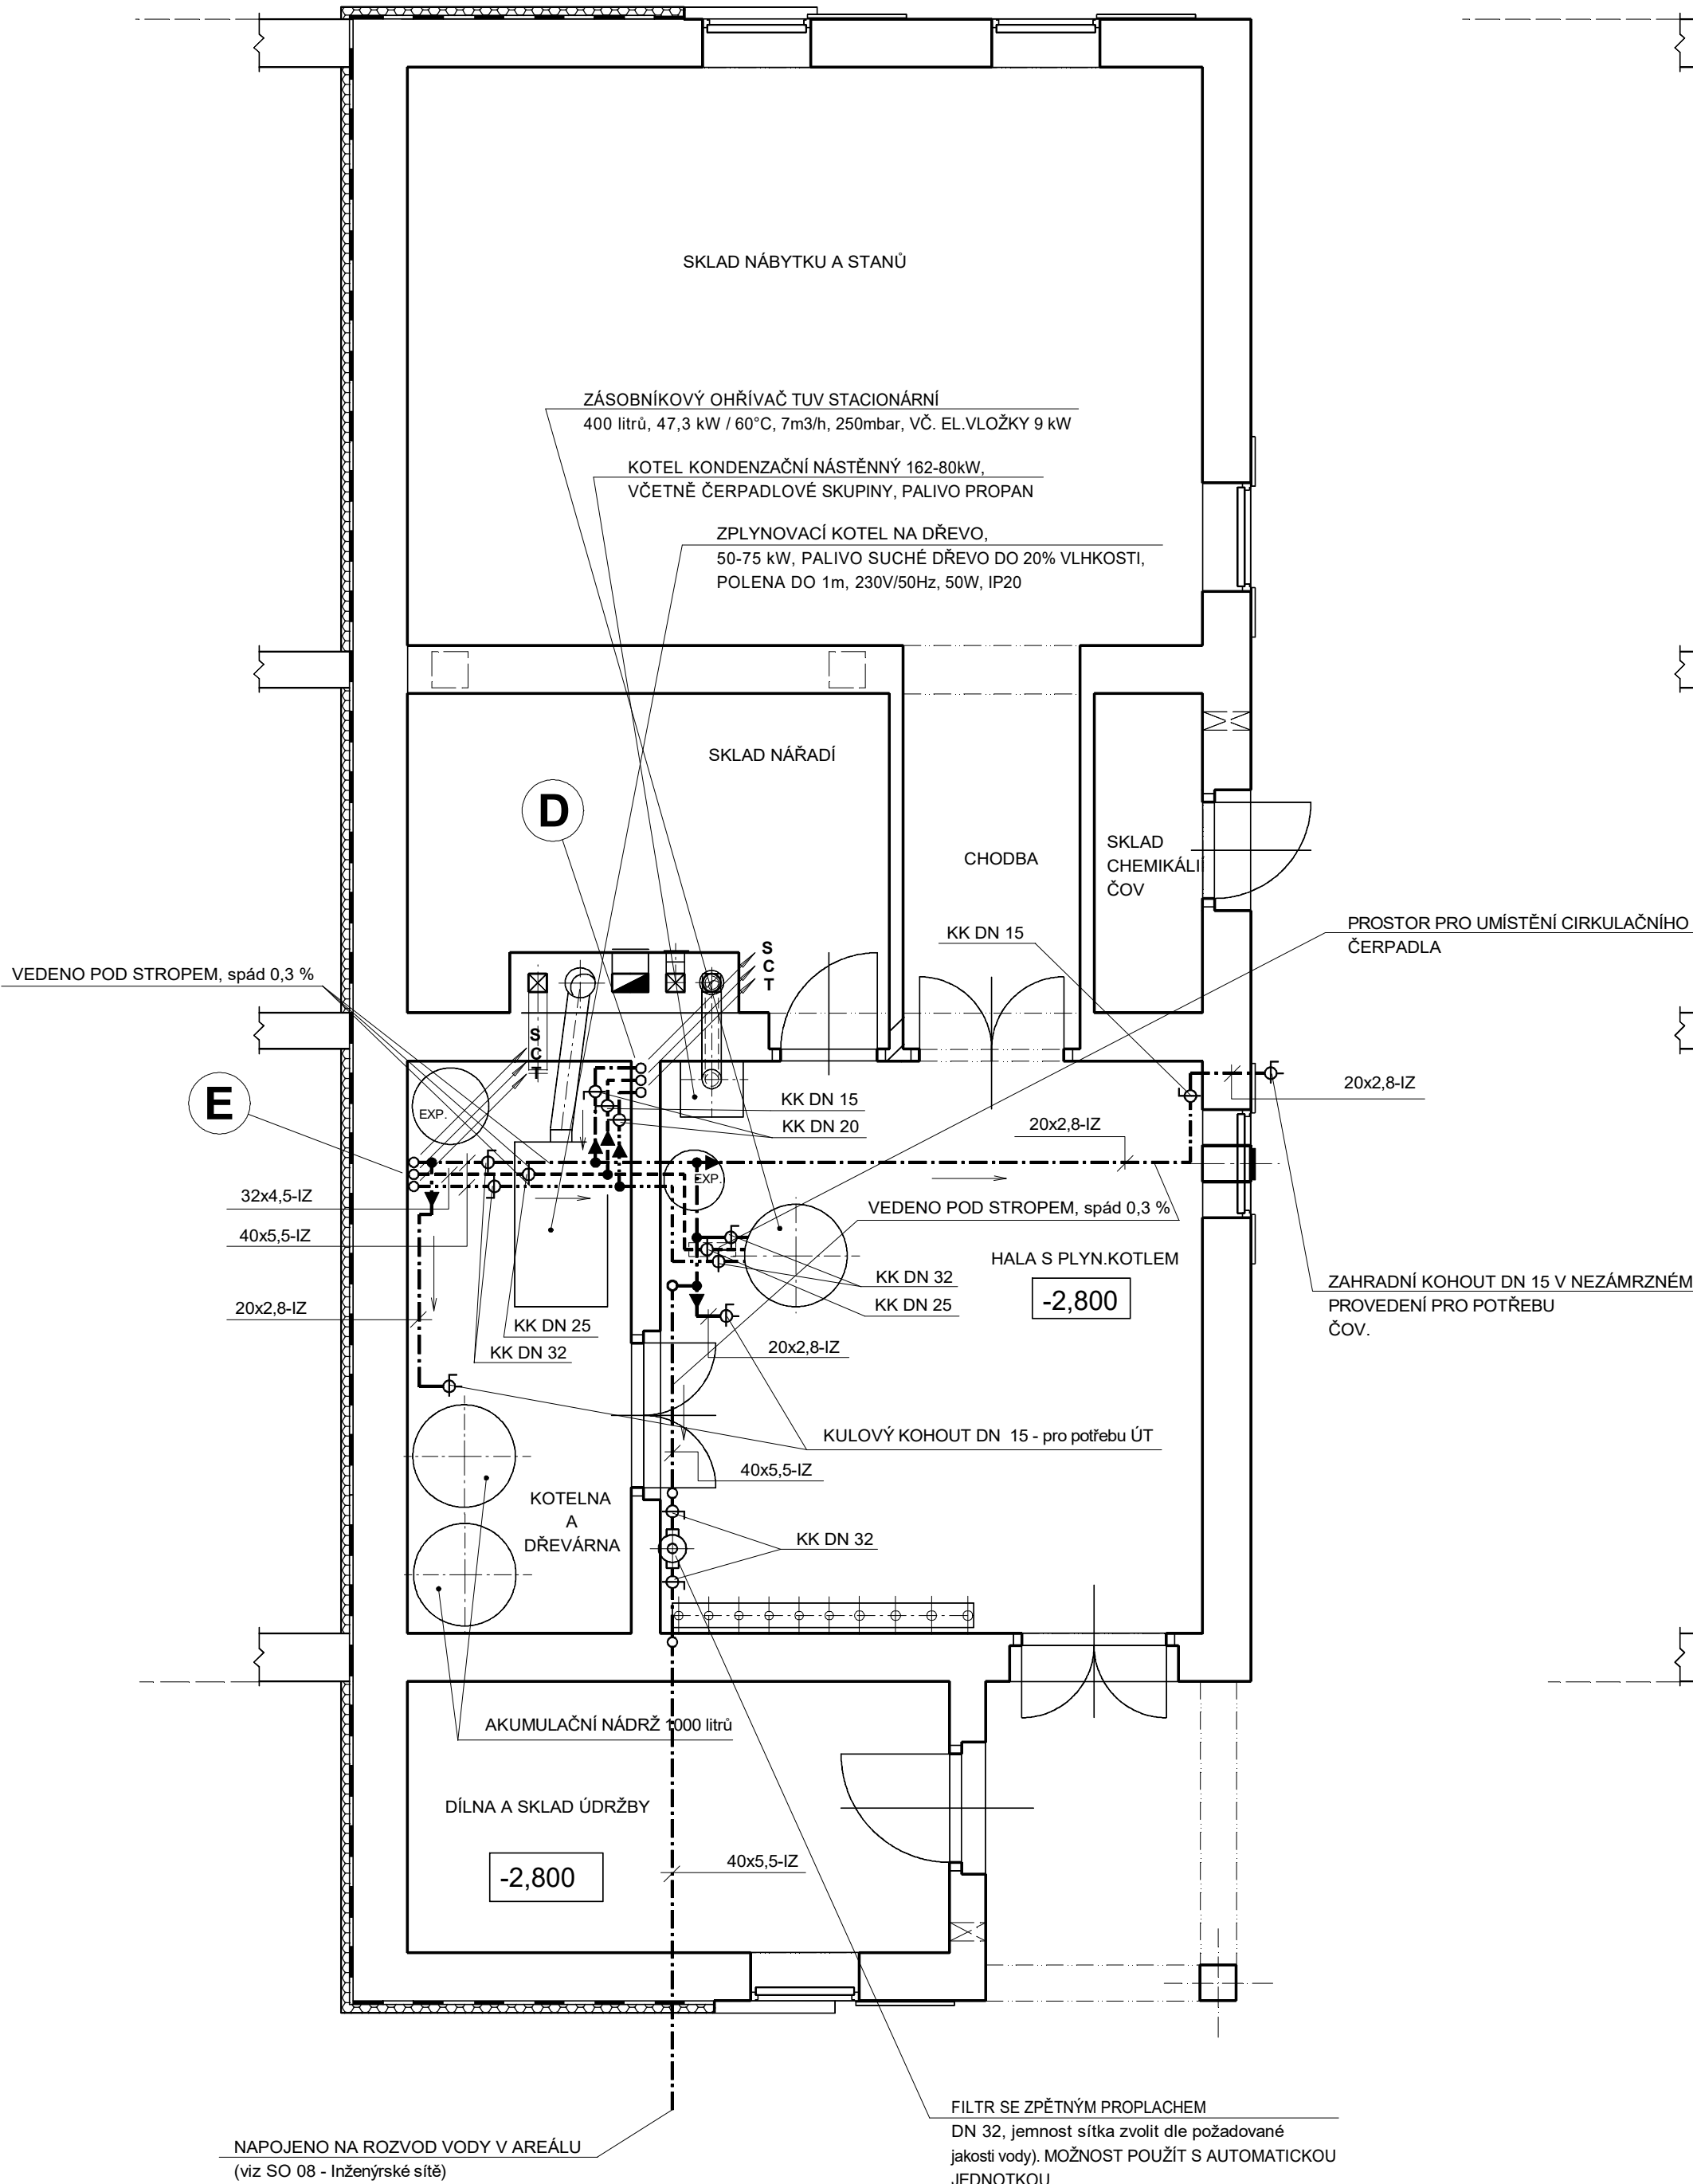 SKLAD NÁBYTKU A STANŮ
ZÁSOBNÍKOVÝ OHŘÍVAČ TUV STACIONÁRNÍ
400 litrů, 47,3 kW / 60°C, 7m3/h, 250mbar, VČ. EL.VLOŽKY 9 kW
KOTEL KONDENZAČNÍ NÁSTĚNNÝ 162-80kW,
VČETNĚ ČERPADLOVÉ SKUPINY, PALIVO PROPAN
ZPLYNOVACÍ KOTEL NA DŘEVO,
50-75 kW, PALIVO SUCHÉ DŘEVO DO 20% VLHKOSTI,
POLENA DO 1m, 230V/50Hz, 50W, IP20
SKLAD NÁŘADÍ
D
CHODBA
SKLAD
CHEMIKÁLIÍ
ČOV
KK DN 15
PROSTOR PRO UMÍSTĚNÍ CIRKULAČNÍHO
ČERPADLA
VEDENO POD STROPEM, spád 0,3 %
S
C
T
S
C
T
E
EXP.
KK DN 15
KK DN 20
20x2,8-IZ
20x2,8-IZ
EXP.
32x4,5-IZ
40x5,5-IZ
20x2,8-IZ
VEDENO POD STROPEM, spád 0,3 %
HALA S PLYN.KOTLEM
-2,800
KK DN 32
KK DN 25
ZAHRADNÍ KOHOUT DN 15 V NEZÁMRZNÉM
PROVEDENÍ PRO POTŘEBU
ČOV.
KK DN 25
KK DN 32
20x2,8-IZ
KULOVÝ KOHOUT DN 15 - pro potřebu ÚT
40x5,5-IZ
KOTELNA
A
DŘEVÁRNA
KK DN 32
AKUMULAČNÍ NÁDRŽ 1000 litrů
DÍLNA A SKLAD ÚDRŽBY
-2,800
40x5,5-IZ
FILTR SE ZPĚTNÝM PROPLACHEM
DN 32, jemnost sítka zvolit dle požadované
jakosti vody). MOŽNOST POUŽÍT S AUTOMATICKOU
JEDNOTKOU
NAPOJENO NA ROZVOD VODY V AREÁLU
(viz SO 08 - Inženýrské sítě)